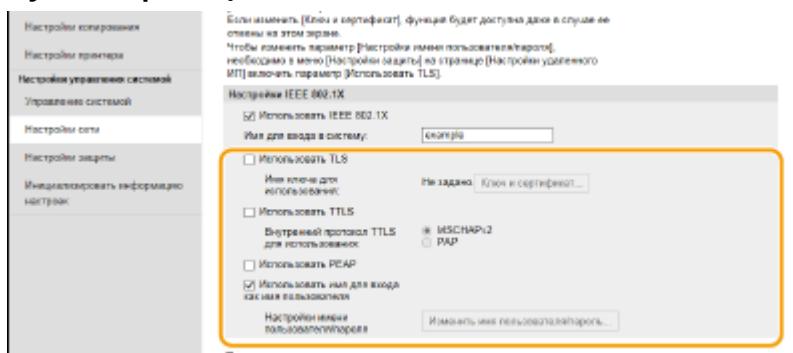 Если изменить [Ключ и сертификат], функция будет доступна даже в случае ее
отмены на этом экране.
Чтобы изменить параметр [Настройки имени пользователя/пароля],
необходимо в меню [Настройки защиты] на странице [Настройки удаленного
ИП] включить параметр [Использовать TLS].
Настройки копирования
Настройки принтера
Настройки управления системой
Управление системой
Настройки сети
Настройки защиты
Инициализировать информацию
настроек
Настройки IEEE 802.1X
Использовать IEEE 802.1X
Имя для входа в систему: example
Использовать TLS
Имя ключа для
использования:
Не задано Ключ и сертификат...
Использовать TTLS
Внутренний протокол TTLS
для использования:
MSCHAPv2
PAP
Использовать PEAP
Использовать имя для входа
как имя пользователя
Настройки имени
пользователя/пароля
Изменить имя пользователя/пароль...